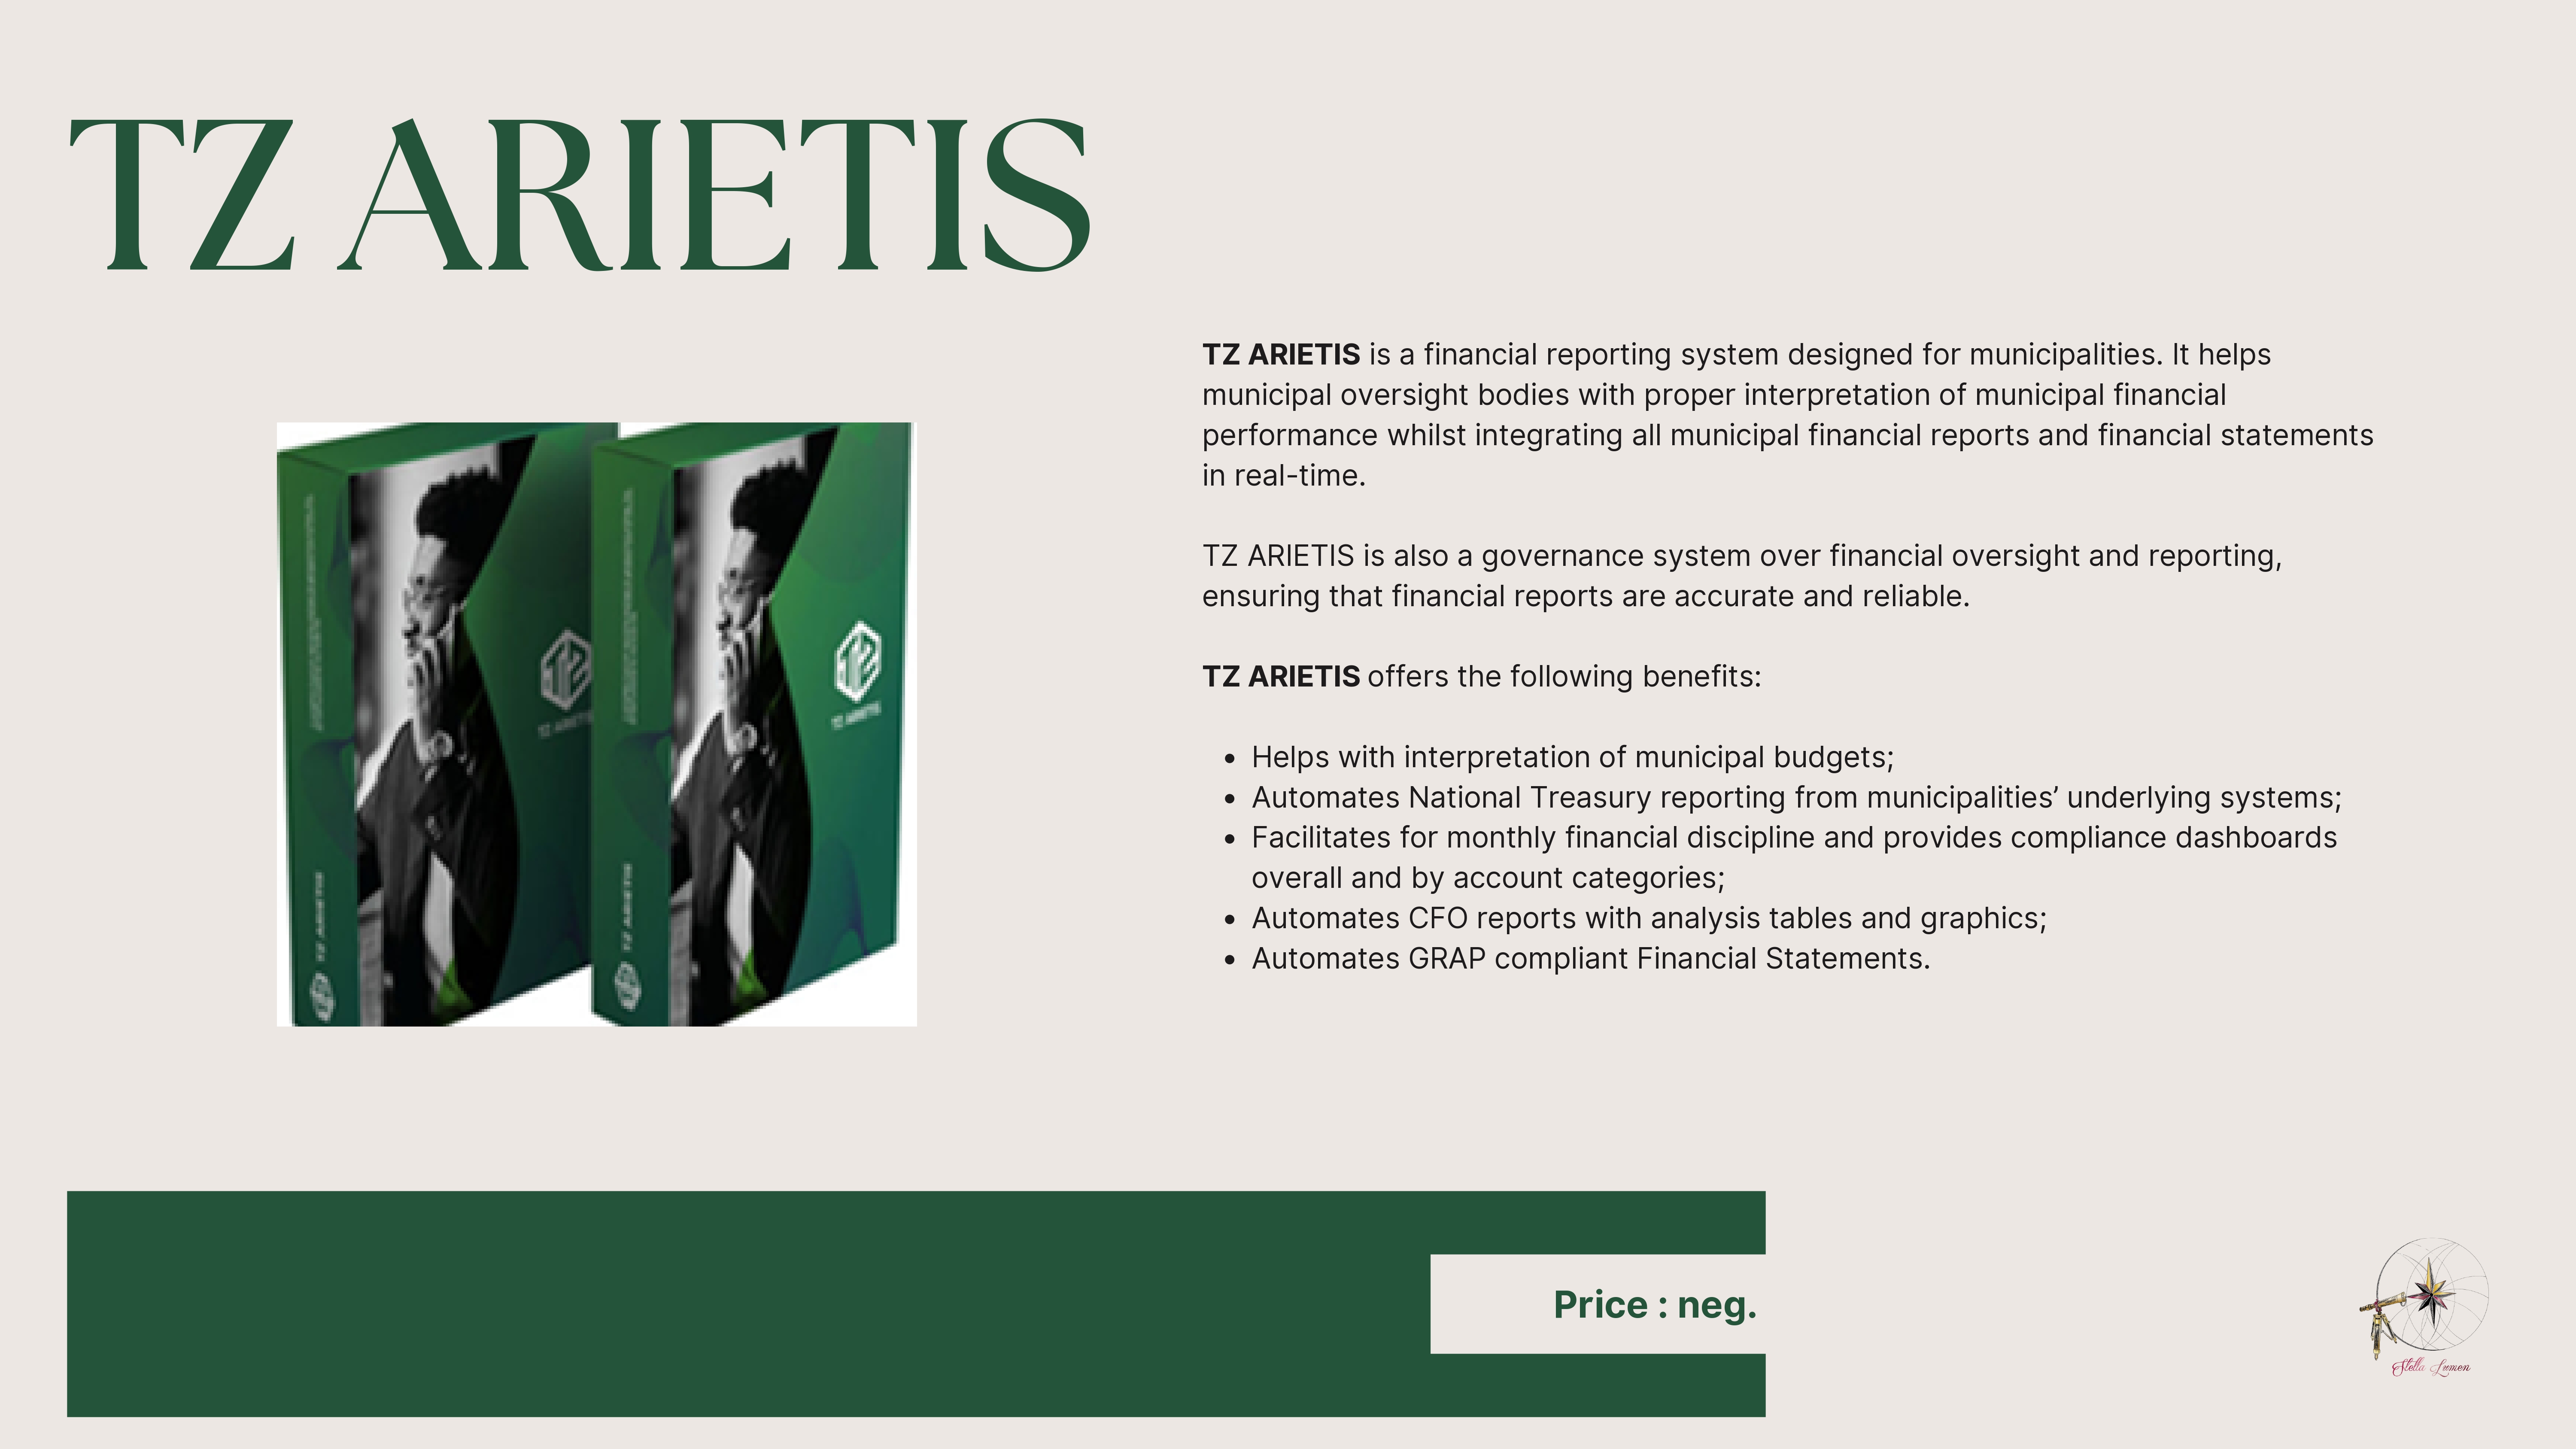 TZ ARIETIS
TZ ARIETIS is a financial reporting system designed for municipalities. It helps
municipal oversight bodies with proper interpretation of municipal financial
performance whilst integrating all municipal financial reports and financial statements
in real-time.
TZ ARIETIS is also a governance system over financial oversight and reporting,
ensuring that financial reports are accurate and reliable.
TZ ARIETIS offers the following benefits:
• Helps with interpretation of municipal budgets;
• Automates National Treasury reporting from municipalities’ underlying systems;
• Facilitates for monthly financial discipline and provides compliance dashboards
overall and by account categories;
• Automates CFO reports with analysis tables and graphics;
• Automates GRAP compliant Financial Statements.
TZ ARIETIS
TZ ARIETIS
TZ ARIETIS
TZ ARIETIS
Price : neg.
Stella Lumen